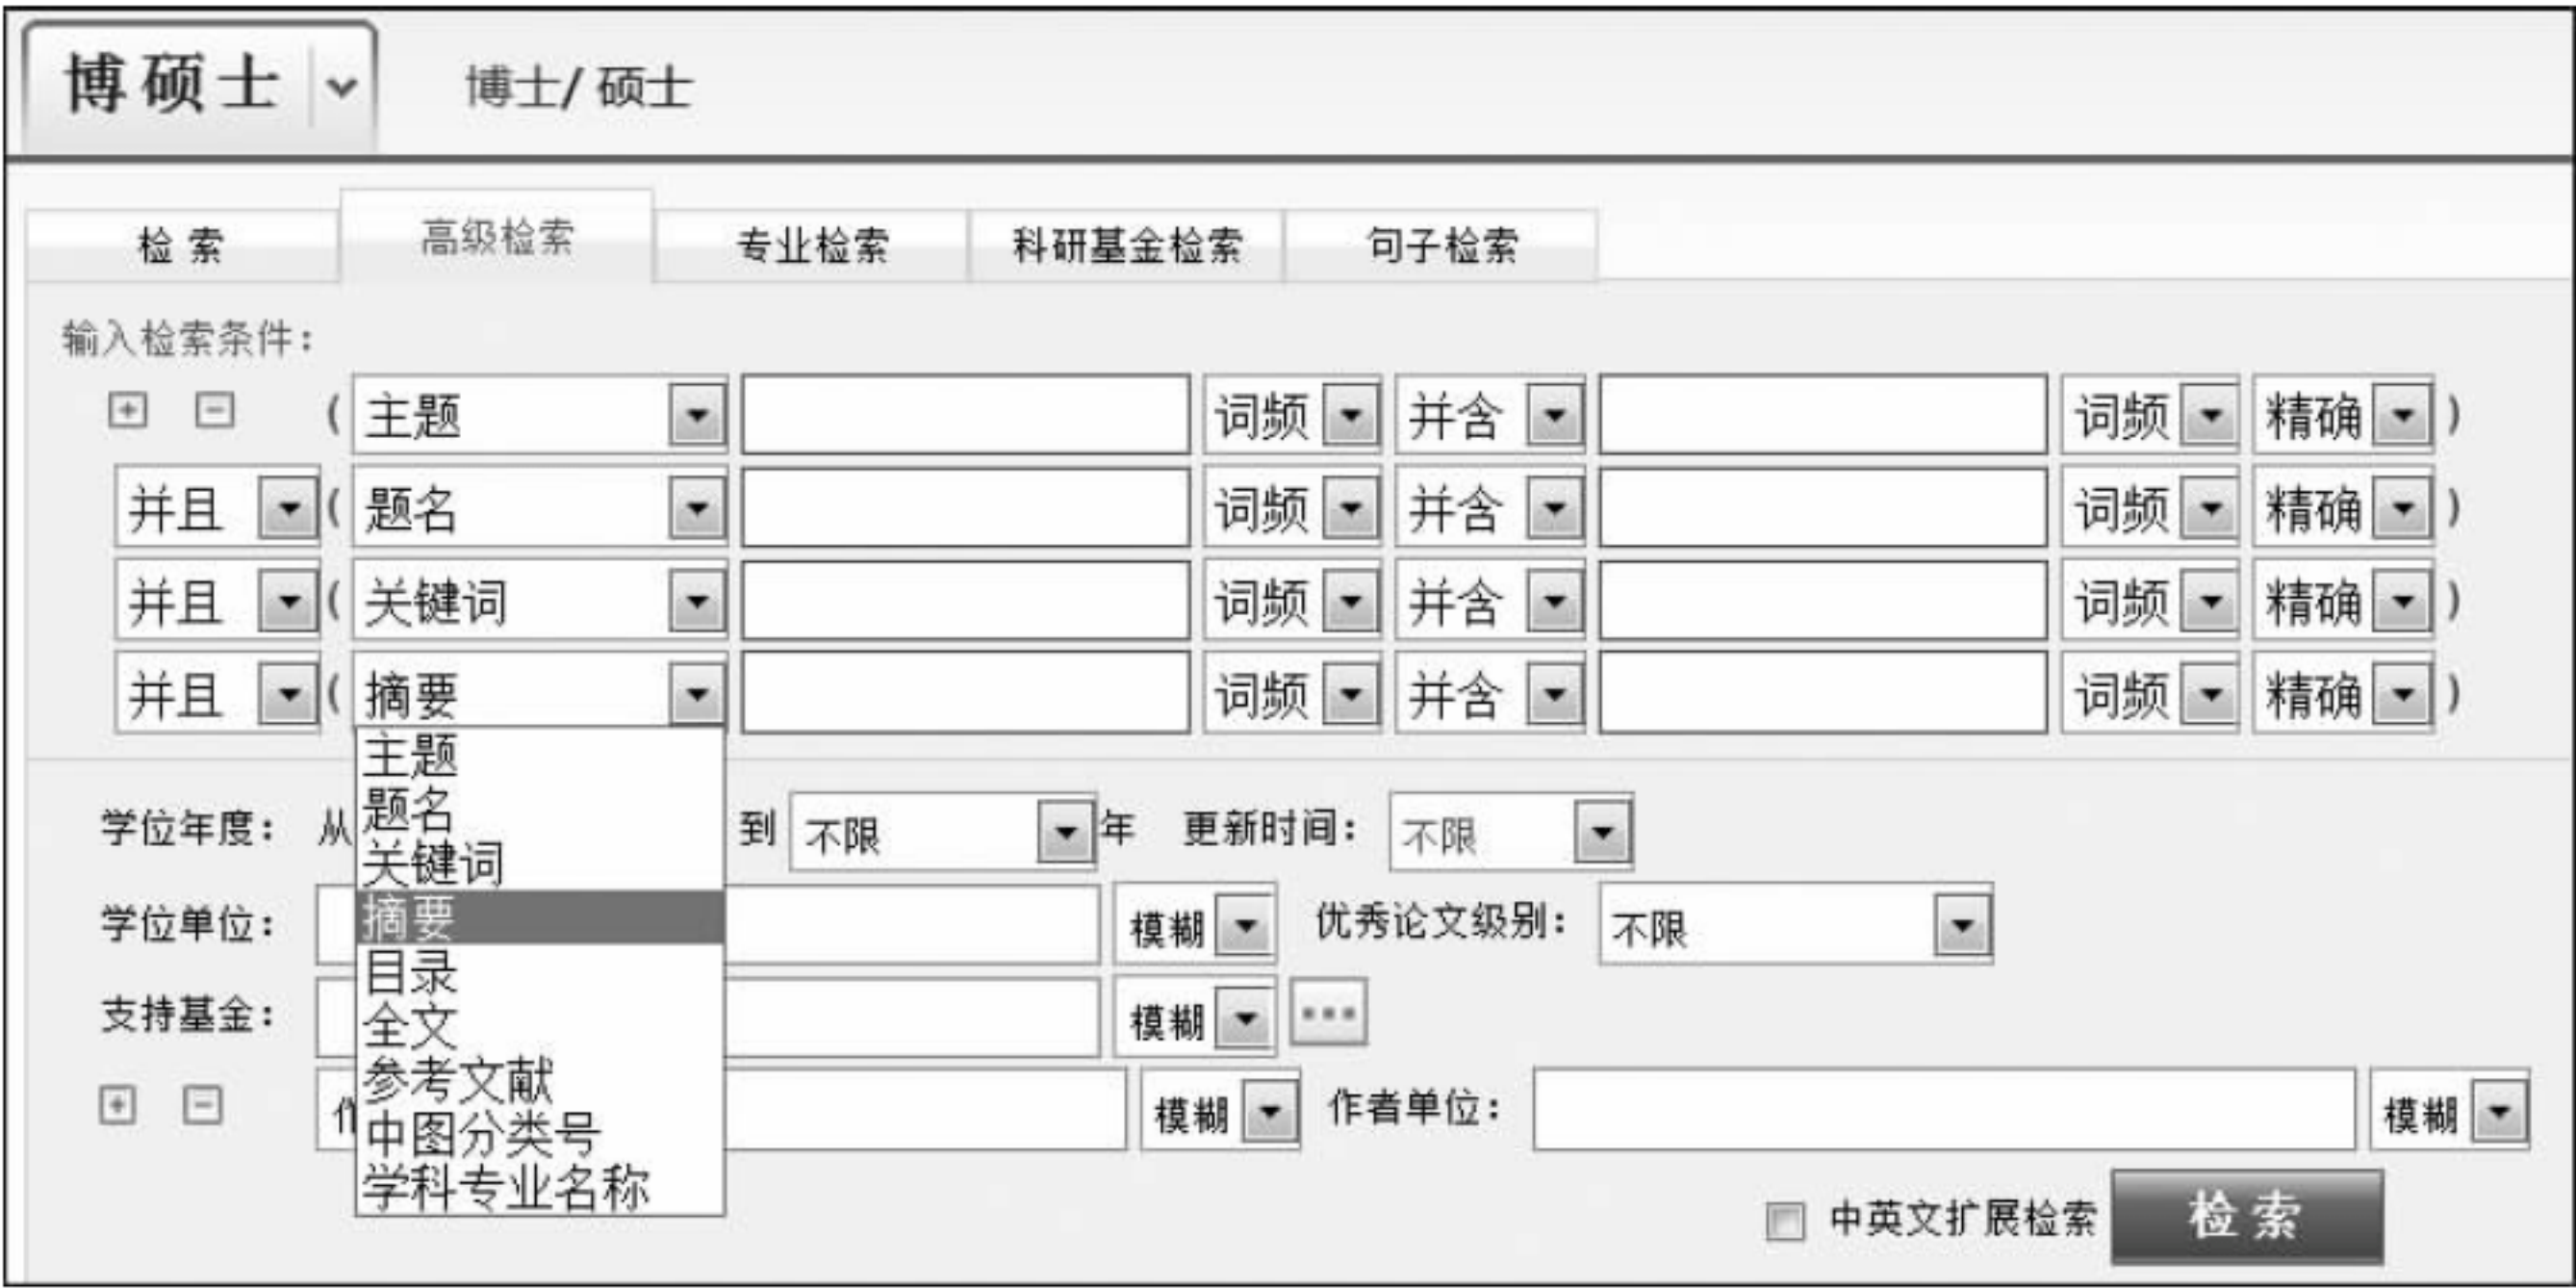 博硕士 博士/ 硕士
检 索 高级检索 专业检索 科研基金检索 句子检索
输入检索条件：
( 主题 词频 并含 词频 精确 )
并且 ( 题名 词频 并含 词频 精确 )
并且 ( 关键词 词频 并含 词频 精确 )
并且 ( 摘要 词频 并含 词频 精确 )
主题
题名
学位年度： 从 到 不限 年 更新时间： 不限
关键词
摘要
学位单位： 模糊 优秀论文级别： 不限
目录
全文
支持基金： 模糊
参考文献
中图分类号
模糊 作者单位： 模糊
学科专业名称
中英文扩展检索 检索